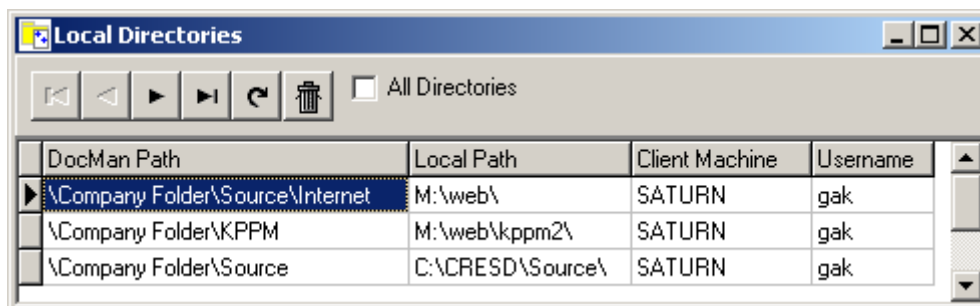 Local Directories
All Directories
DocMan Path Local Path Client Machine Username
\Company Folder\Source\Internet M:\web\ SATURN gak
\Company Folder\KPPM M:\web\kppm2\ SATURN gak
\Company Folder\Source C:\CRESD\Source\ SATURN gak